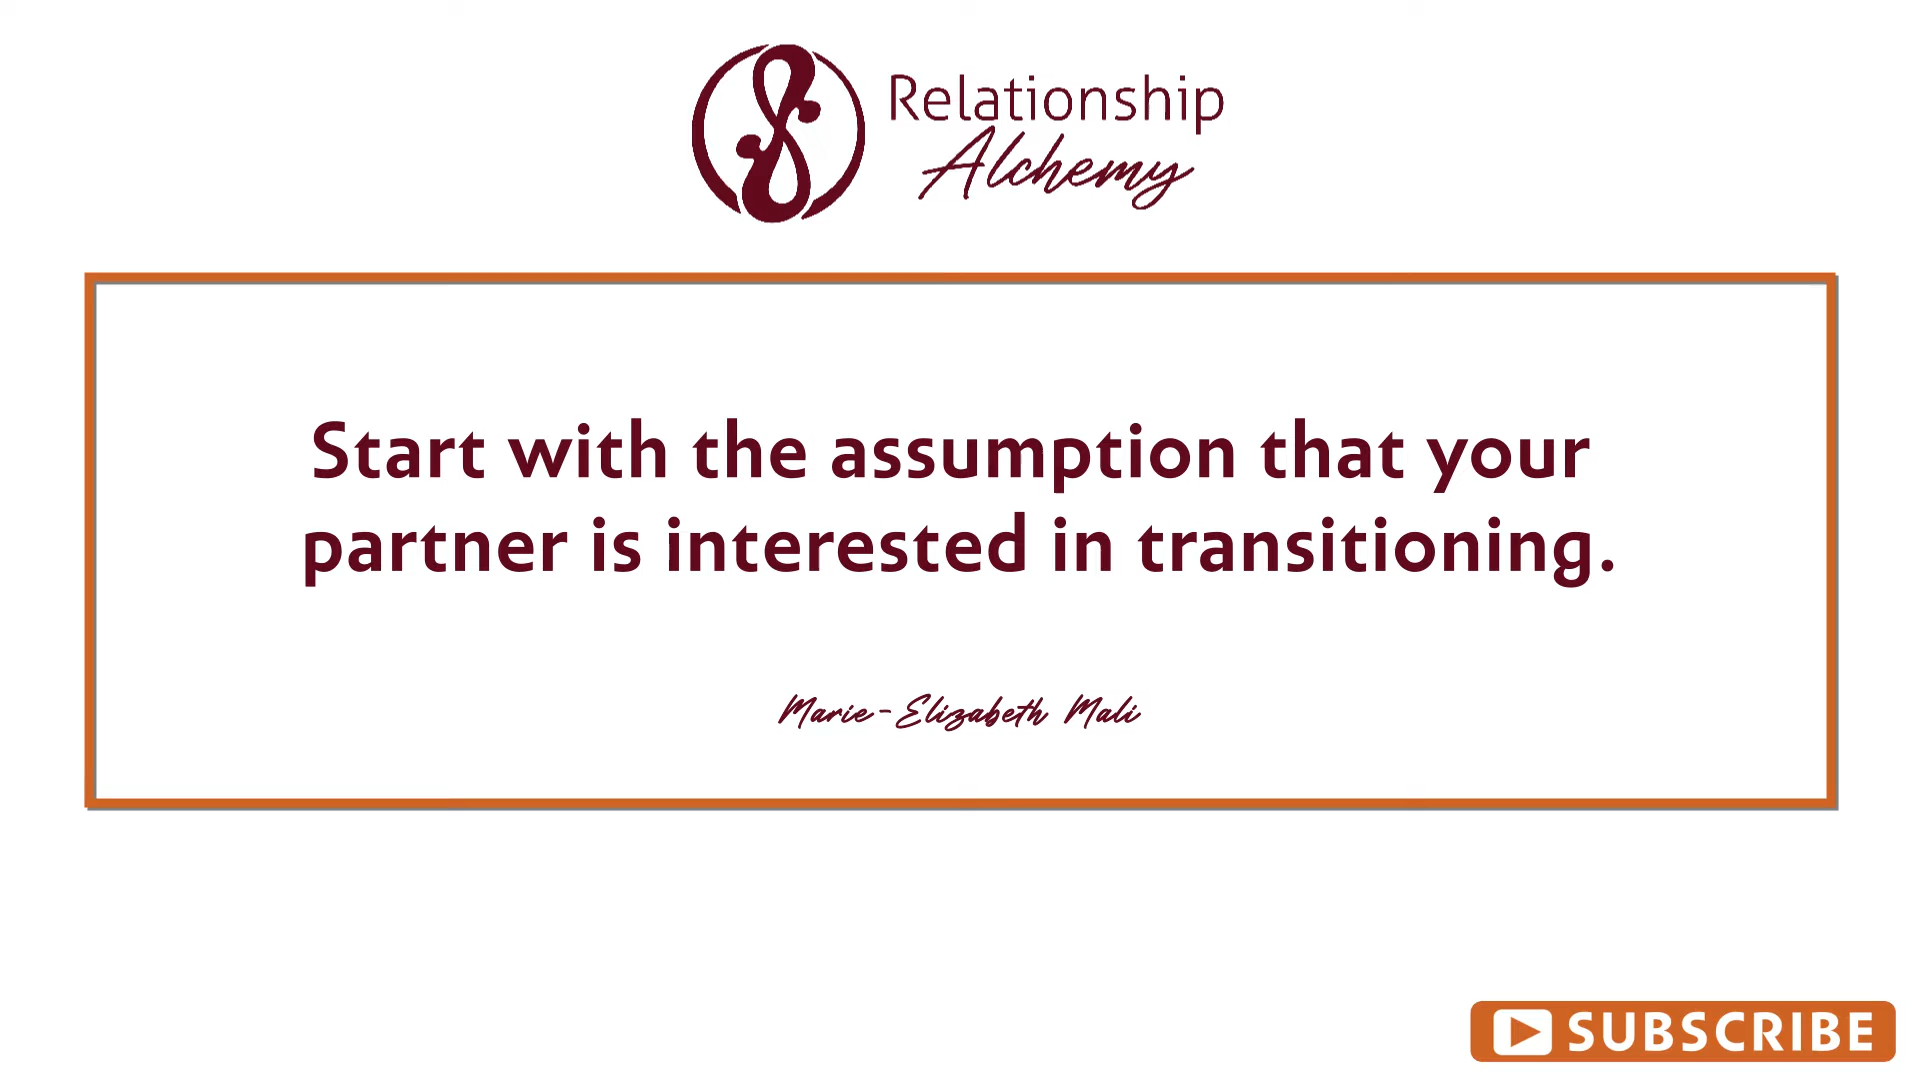 Relationship
Alchemy
Start with the assumption that your
partner is interested in transitioning.
Marie-Elizabeth Mali
SUBSCRIBE